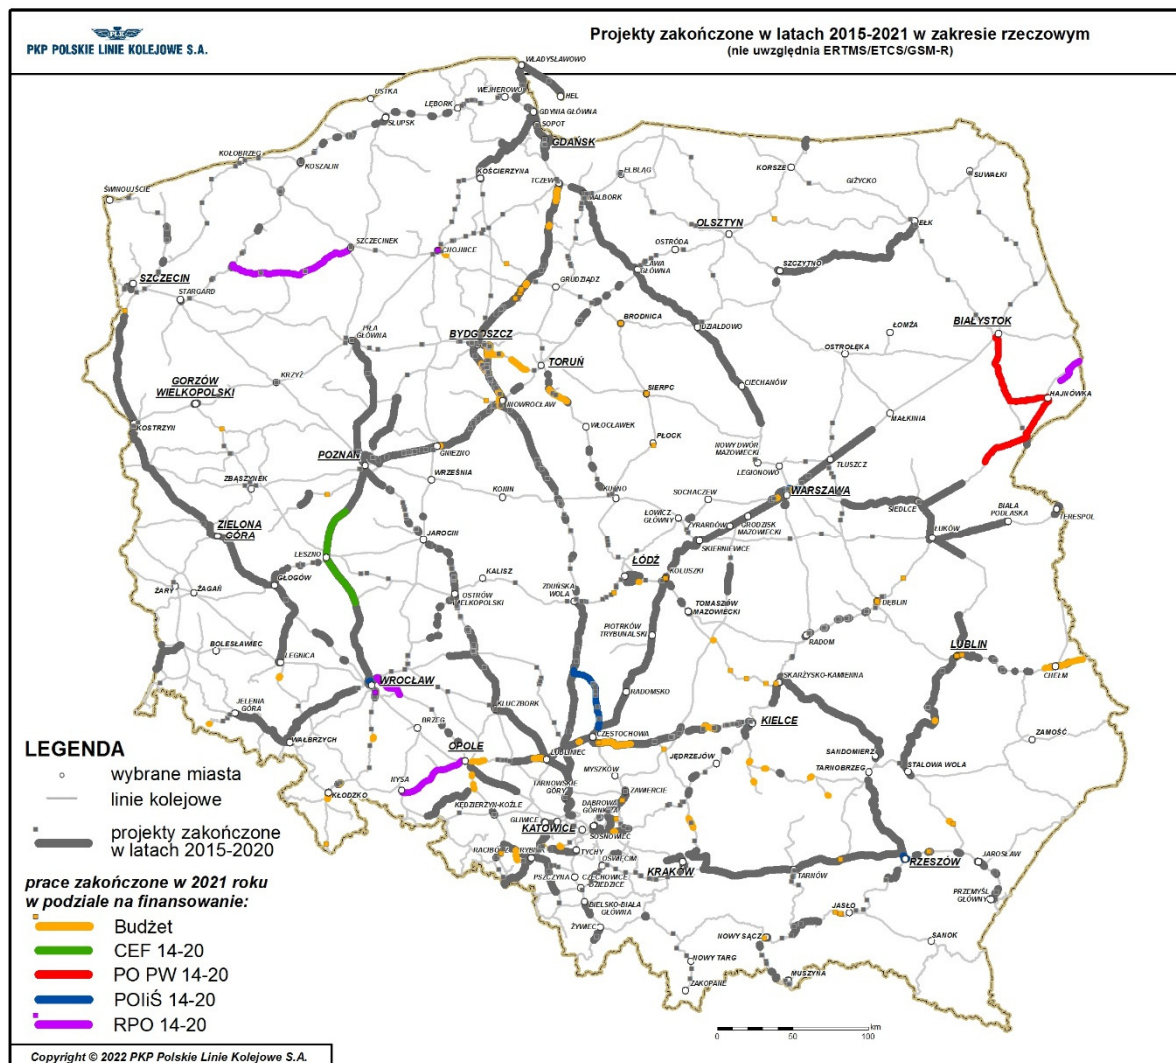 PKP POLSKIE LINIE KOLEJOWE S.A.
Projekty zakończone w latach 2015-2021 w zakresie rzeczowym
(nie uwzględnia ERTMS/ETCS/GSM-R)
WŁADYSŁAWOWO
HEL
USTKA
LĘBORK
WEJHEROWO
GDYNIA GŁÓWNA
SŁUPSK
SOPOT
GDAŃSK
KOŁOBRZEG
KOSZALIN
KOŚCIERZYNA
TCZEW
ELBLĄG
KORSZE
GIŻYCKO
SUWAŁKI
ŚWINOUJŚCIE
MALBORK
OLSZTYN
EŁK
SZCZECINEK
CHOJNICE
OSTRÓDA
IŁAWA
GŁÓWNA
SZCZYTNO
SZCZECIN
STARGARD
GRUDZIĄDZ
BRODNICA
DZIAŁDOWO
ŁOMŻA
BIAŁYSTOK
PIŁA
GŁÓWNA
BYDGOSZCZ
TORUŃ
OSTROŁĘKA
KRZYŻ
GORZÓW
WIELKOPOLSKI
SIERPC
CIECHANÓW
HAJNÓWKA
INOWROCŁAW
MAŁKINIA
KOSTRZYN
WŁOCŁAWEK
GNIEZNO
PŁOCK
NOWY DWÓR
MAZOWIECKI
LEGIONOWO
TŁUSZCZ
POZNAŃ
ZBĄSZYNEK
WRZEŚNIA
KONIN
KUTNO
SOCHACZEW
WARSZAWA
SIEDLCE
BIAŁA
PODLASKA
TERESPOL
ŁOWICZ
GŁÓWNY
ŻYRARDÓW
GRODZISK
MAZOWIECKI
ŁUKÓW
ZIELONA
GÓRA
JAROCIN
SKIERNIEWICE
LESZNO
ŁÓDŹ
KOLUSZKI
ŻARY
ŻAGAŃ
GŁOGÓW
KALISZ
OSTRÓW
WIELKOPOLSKI
ZDUŃSKA
WOLA
TOMASZÓW
MAZOWIECKI
DĘBLIN
PIOTRKÓW
TRYBUNALSKI
RADOM
BOLESŁAWIEC
LEGNICA
LUBLIN
CHEŁM
WROCŁAW
SKARŻYSKO-KAMIENNA
RADOMSKO
JELENIA
GÓRA
BRZEG
KLUCZBORK
KIELCE
WAŁBRZYCH
CZĘSTOCHOWA
ZAMOŚĆ
OPOLE
LUBLINIEC
JĘDRZEJÓW
SANDOMIERZ
TARNOBRZEG
STALOWA WOLA
MYSZKÓW
NYSA
TARNOWSKIE
GÓRY
KŁODZKO
KĘDZIERZYN-KOŹLE
ZAWIERCIE
DĄBROWA
GÓRNICZA
GLIWICE
KATOWICE
SOSNOWIEC
RACIBÓRZ
RYBNIK
TYCHY
OŚWIĘCIM
KRAKÓW
TARNÓW
RZESZÓW
JAROSŁAW
PSZCZYNA
CZECHOWICE
DZIEDZICE
PRZEMYŚL
GŁÓWNY
BIELSKO-BIAŁA
GŁÓWNA
JASŁO
ŻYWIEC
NOWY SĄCZ
SANOK
NOWY TARG
MUSZYNA
ZAKOPANE
LEGENDA
wybrane miasta
linie kolejowe
projekty zakończone
w latach 2015-2020
prace zakończone w 2021 roku
w podziale na finansowanie:
Budżet
CEF 14-20
PO PW 14-20
POIiŚ 14-20
RPO 14-20
0 50 100 km
Copyright © 2022 PKP Polskie Linie Kolejowe S.A.